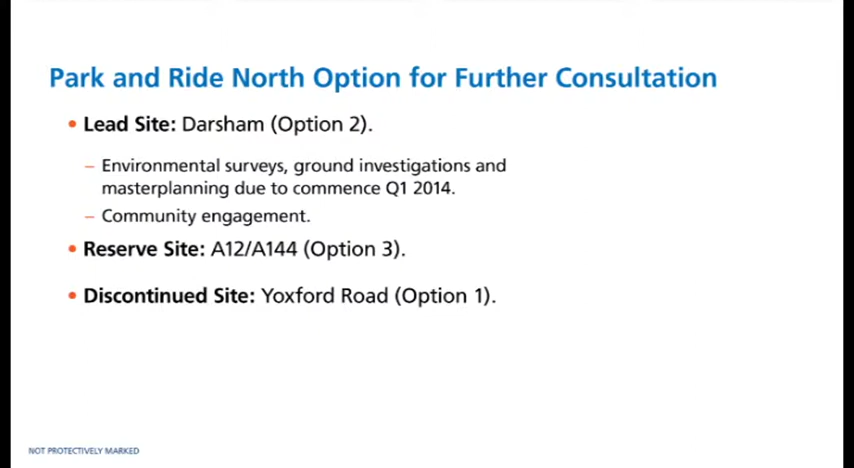 Park and Ride North Option for Further Consultation
• Lead Site: Darsham (Option 2).
– Environmental surveys, ground investigations and
masterplanning due to commence Q1 2014.
– Community engagement.
• Reserve Site: A12/A144 (Option 3).
• Discontinued Site: Yoxford Road (Option 1).
NOT PROTECTIVELY MARKED